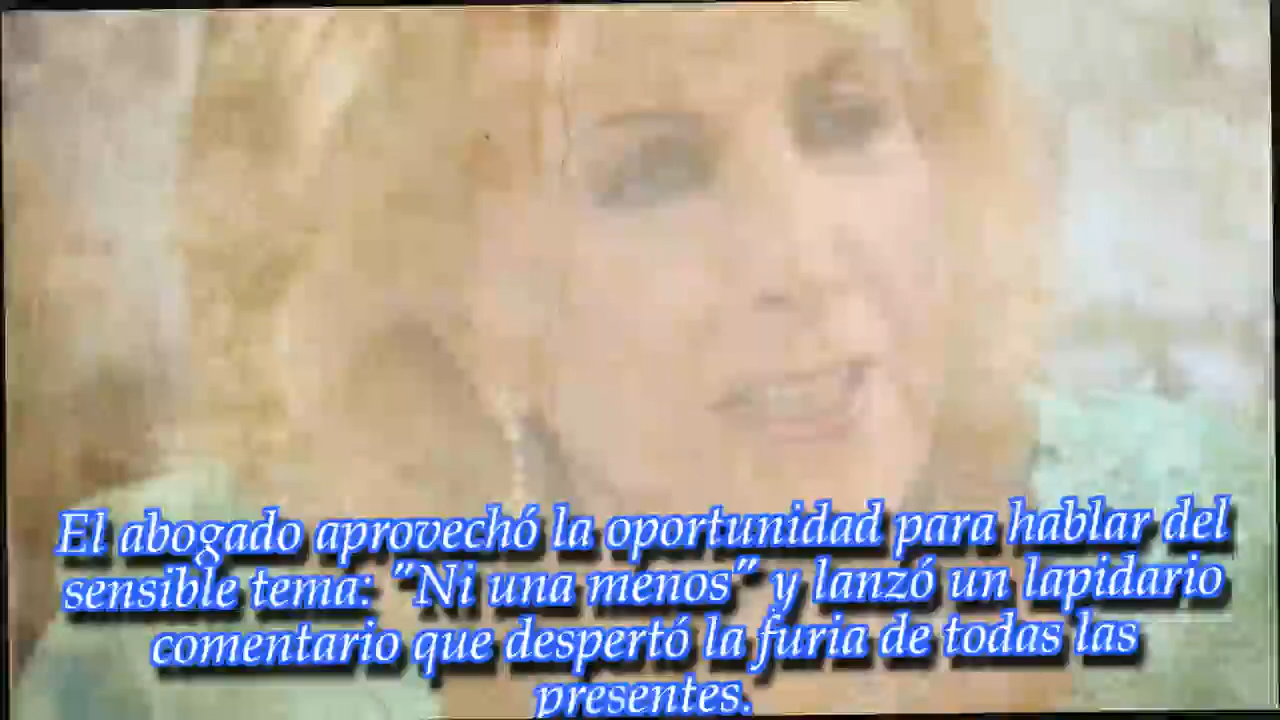 El abogado aprovechó la oportunidad para hablar del
sensible tema: "Ni una menos" y lanzó un lapidario
comentario que despertó la furia de todas las
presentes.